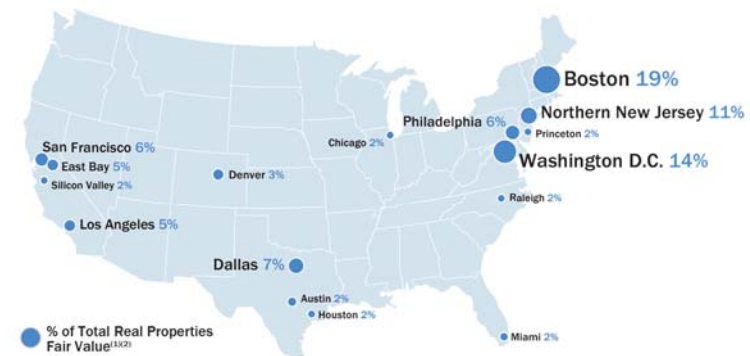 Boston 19%
Northern New Jersey 11%
Philadelphia 6%
Princeton 2%
Chicago 2%
San Francisco 6%
Washington D.C. 14%
East Bay 5%
Denver 3%
Silicon Valley 2%
Raleigh 2%
Los Angeles 5%
Dallas 7%
Austin 2%
Houston 2%
Miami 2%
% of Total Real Properties
Fair Value(1)(2)